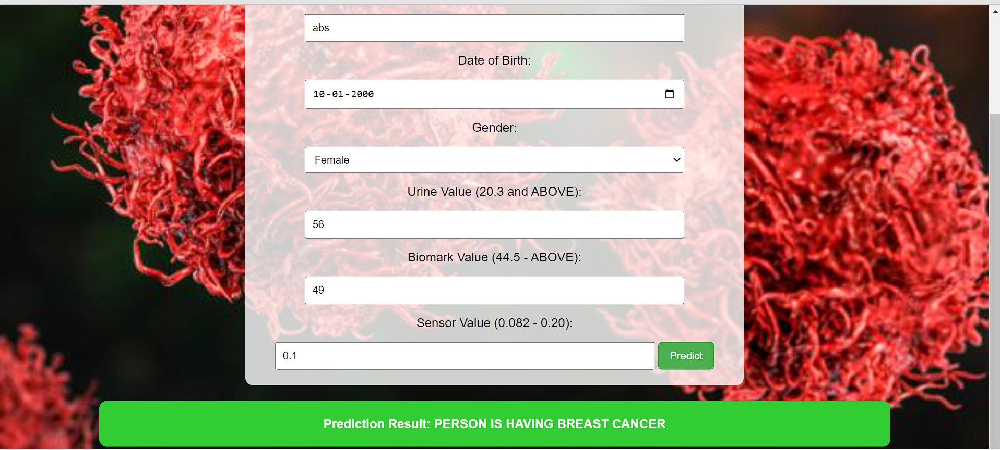 abs
Date of Birth:
10-01-2000
Gender:
Female
Urine Value (20.3 and ABOVE):
56
Biomark Value (44.5 - ABOVE):
49
Sensor Value (0.082 - 0.20):
0.1 Predict
Prediction Result: PERSON IS HAVING BREAST CANCER